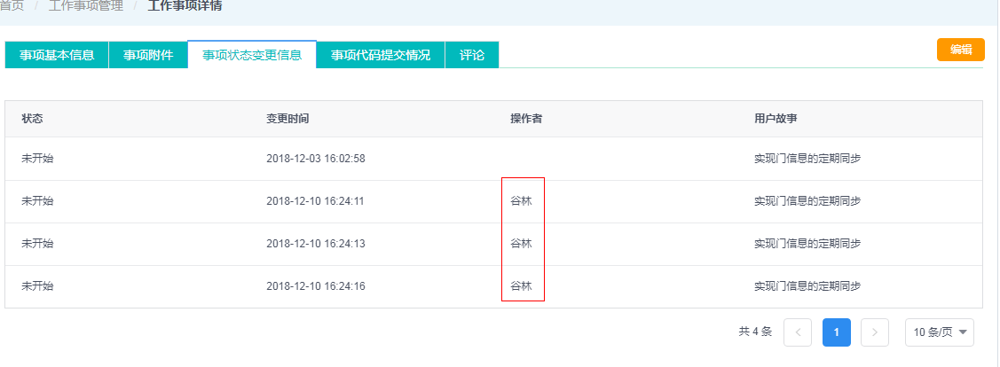 首页 / 工作事项管理 / 工作事项详情
事项基本信息 事项附件 事项状态变更信息 事项代码提交情况 评论 编辑
状态 变更时间 操作者 用户故事
未开始 2018-12-03 16:02:58 实现门信息的定期同步
未开始 2018-12-10 16:24:11 谷林 实现门信息的定期同步
未开始 2018-12-10 16:24:13 谷林 实现门信息的定期同步
未开始 2018-12-10 16:24:16 谷林 实现门信息的定期同步
共 4 条 1 10 条/页